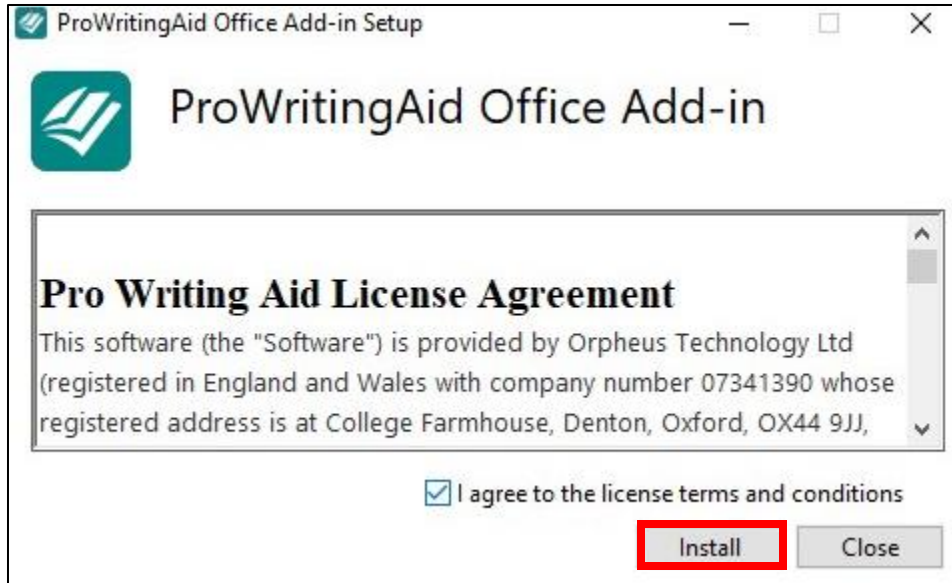 ProWritingAid Office Add-in Setup
ProWritingAid Office Add-in
Pro Writing Aid License Agreement
This software (the "Software") is provided by Orpheus Technology Ltd
(registered in England and Wales with company number 07341390 whose
registered address is at College Farmhouse, Denton, Oxford, OX44 9JJ,
I agree to the license terms and conditions
Install Close